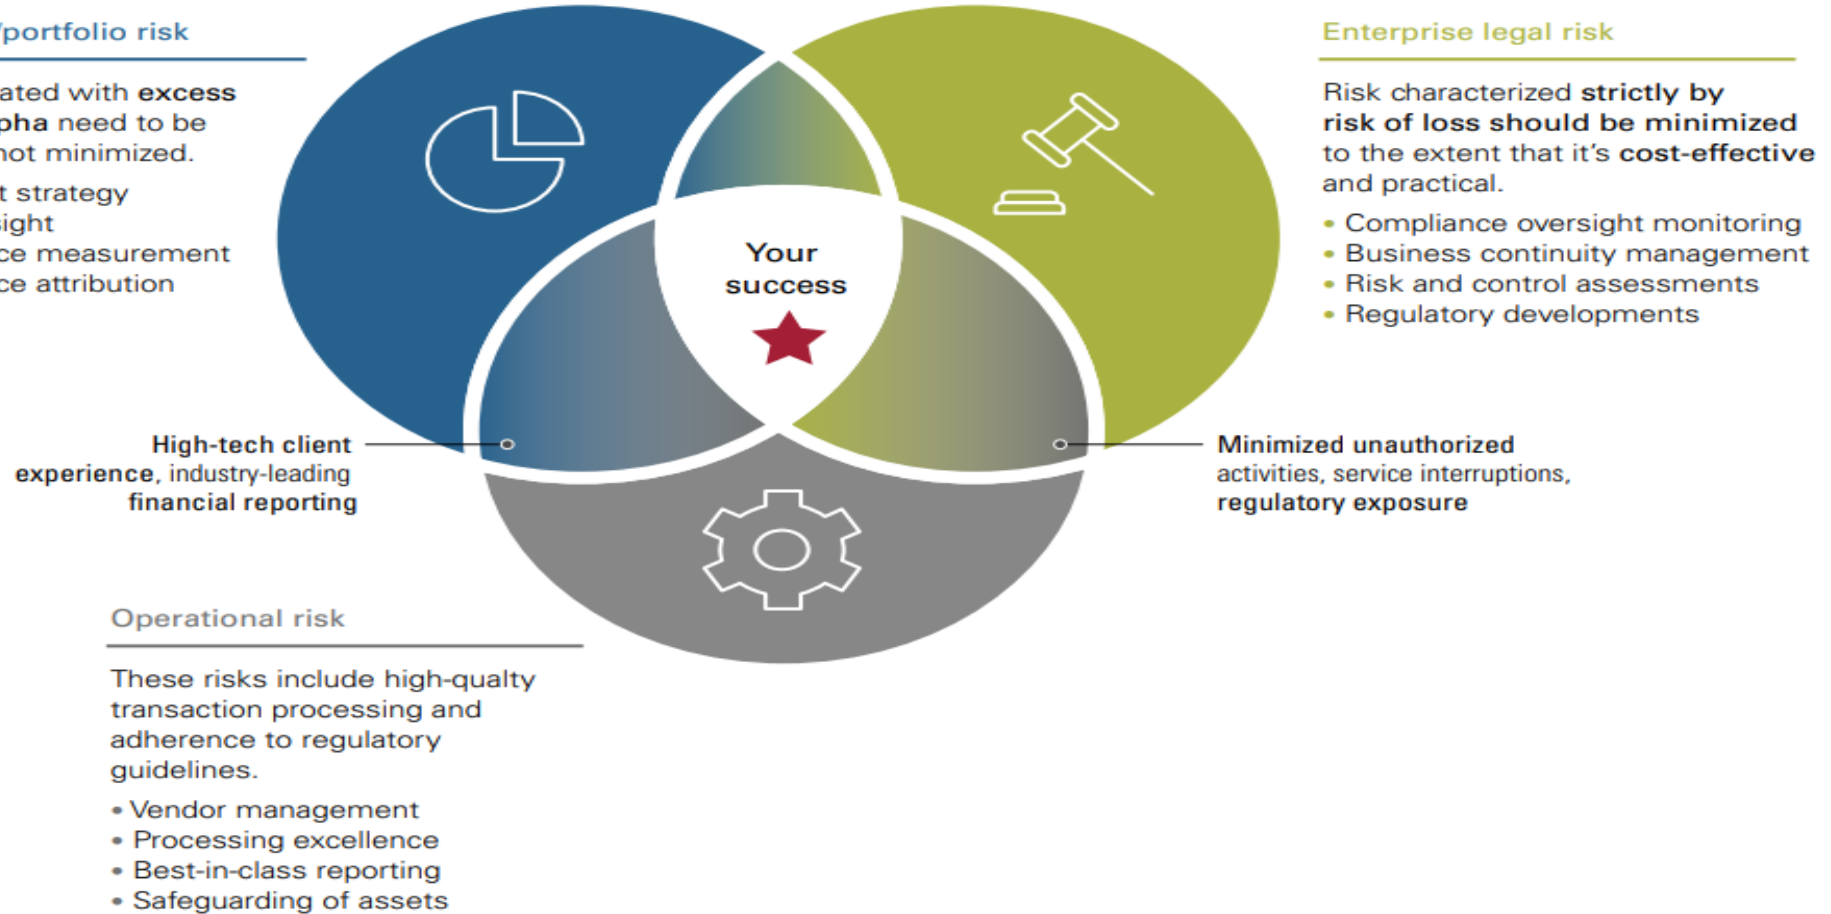 /portfolio risk
ated with excess
pha need to be
not minimized.
t strategy
sight
ce measurement
ce attribution
Enterprise legal risk
Risk characterized strictly by
risk of loss should be minimized
to the extent that it's cost-effective
and practical.
• Compliance oversight monitoring
• Business continuity management
• Risk and control assessments
• Regulatory developments
Your
success
High-tech client
experience, industry-leading
financial reporting
Minimized unauthorized
activities, service interruptions,
regulatory exposure
Operational risk
These risks include high-qualty
transaction processing and
adherence to regulatory
guidelines.
• Vendor management
• Processing excellence
• Best-in-class reporting
• Safeguarding of assets